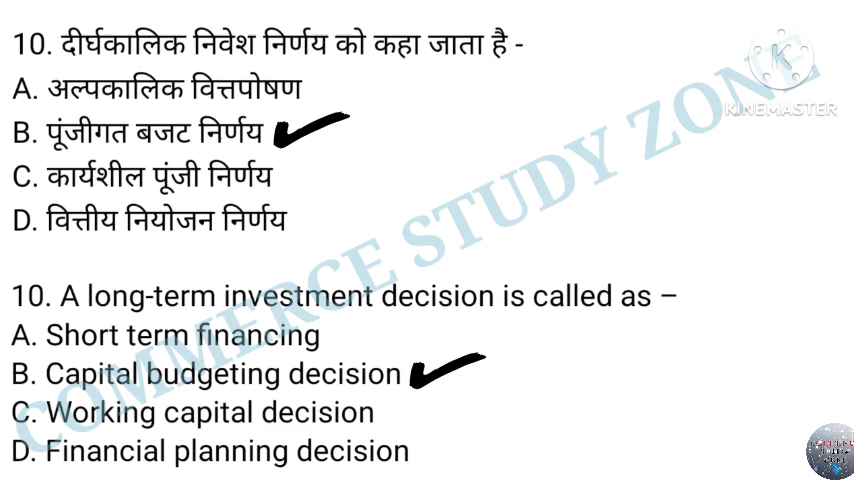 10. दीर्घकालिक निवेश निर्णय को कहा जाता है -
A. अल्पकालिक वित्तपोषण
B. पूंजीगत बजट निर्णय
C. कार्यशील पूंजी निर्णय
D. वित्तीय नियोजन निर्णय
10. A long-term investment decision is called as –
A. Short term financing
B. Capital budgeting decision
C. Working capital decision
D. Financial planning decision
COMMERCE STUDY ZONE
KINEMASTER